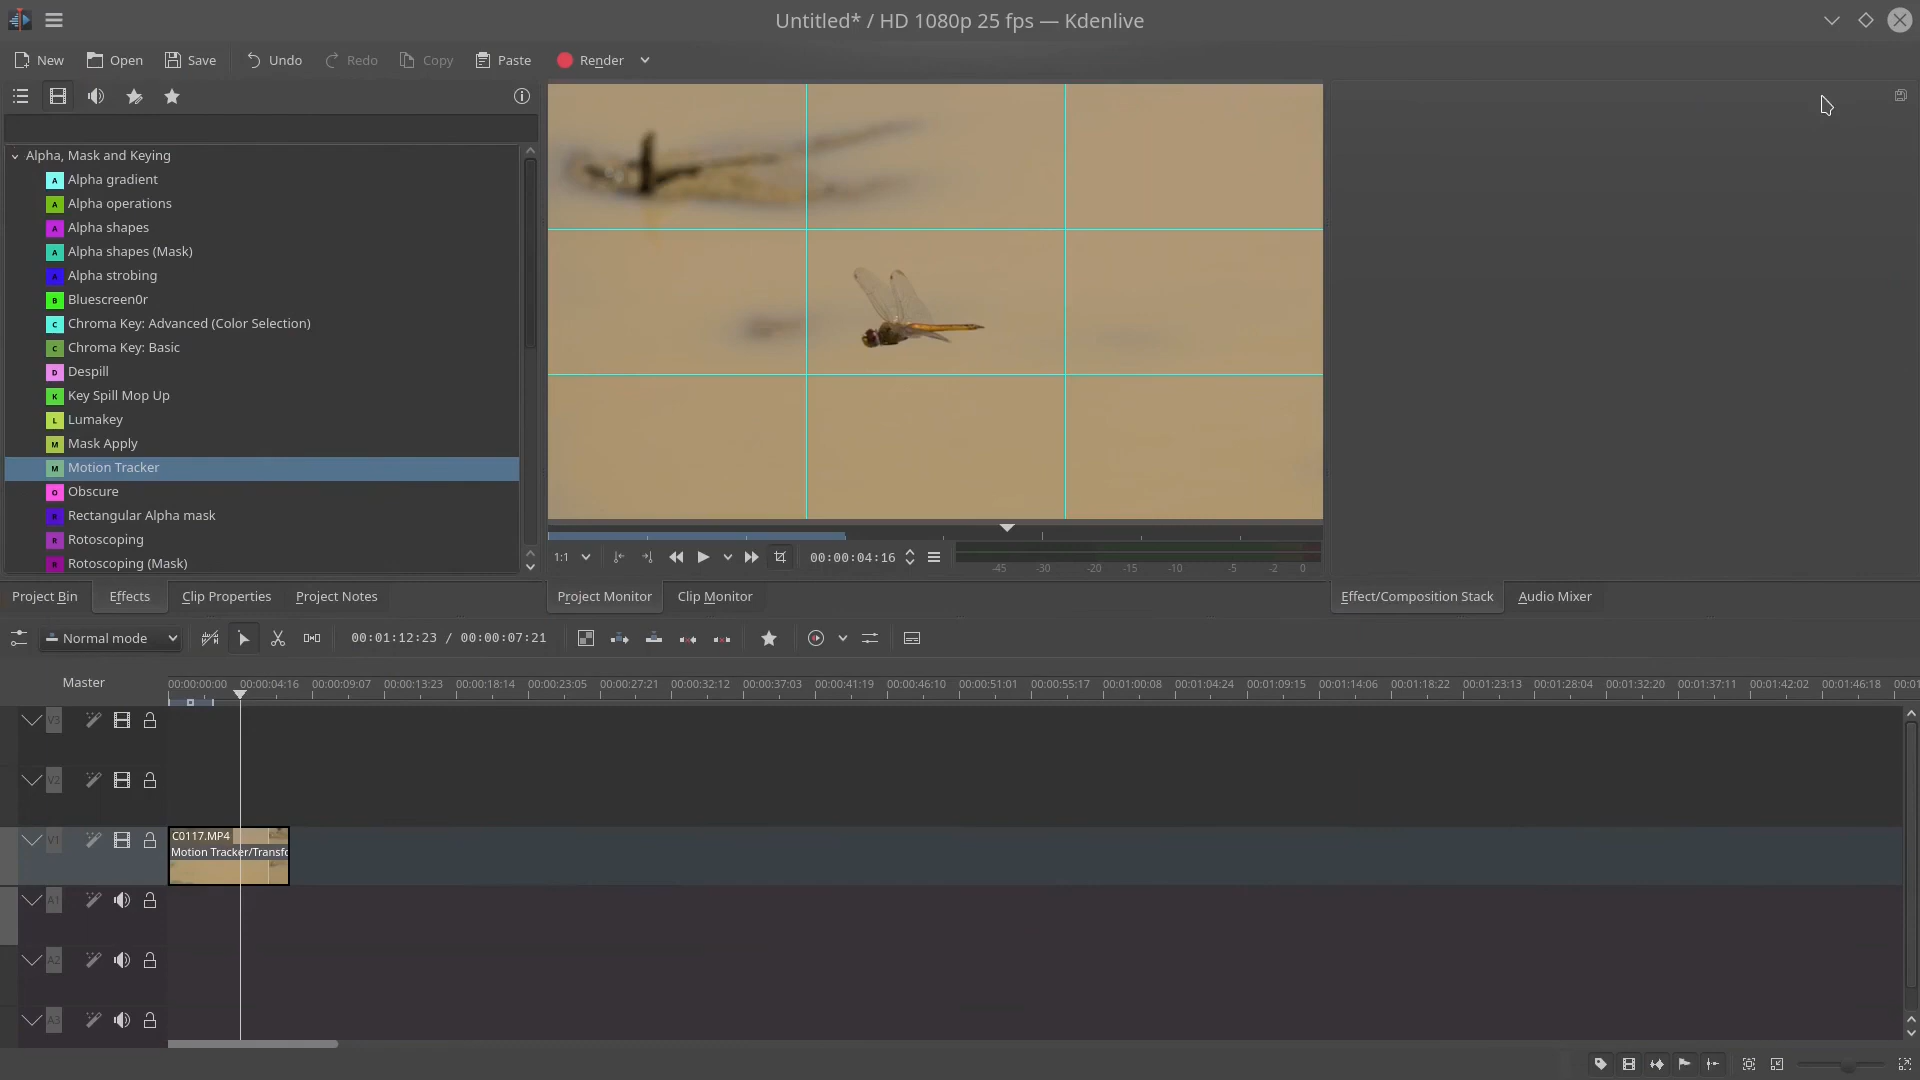 Untitled* / HD 1080p 25 fps — Kdenlive
New Open Save Undo Redo Copy Paste Render
Alpha, Mask and Keying
A Alpha gradient
A Alpha operations
A Alpha shapes
A Alpha shapes (Mask)
A Alpha strobing
B Bluescreen0r
C Chroma Key: Advanced (Color Selection)
C Chroma Key: Basic
D Despill
K Key Spill Mop Up
L Lumakey
M Mask Apply
M Motion Tracker
O Obscure
R Rectangular Alpha mask
R Rotoscoping
R Rotoscoping (Mask)
1:1 00:00:04:16
-45 -30 -20 -15 -10 -5 -2 0
Project Bin Effects Clip Properties Project Notes Project Monitor Clip Monitor Effect/Composition Stack Audio Mixer
Normal mode 00:01:12:23 / 00:00:07:21
Master 00:00:00:00 00:00:04:16 00:00:09:07 00:00:13:23 00:00:18:14 00:00:23:05 00:00:27:21 00:00:32:12 00:00:37:03 00:00:41:19 00:00:46:10 00:00:51:01 00:00:55:17 00:01:00:08 00:01:04:24 00:01:09:15 00:01:14:06 00:01:18:22 00:01:23:13 00:01:28:04 00:01:32:20 00:01:37:11 00:01:42:02 00:01:46:18 00:01
V3
V2
V1
C0117.MP4
Motion Tracker/Transfo
A1
A2
A3